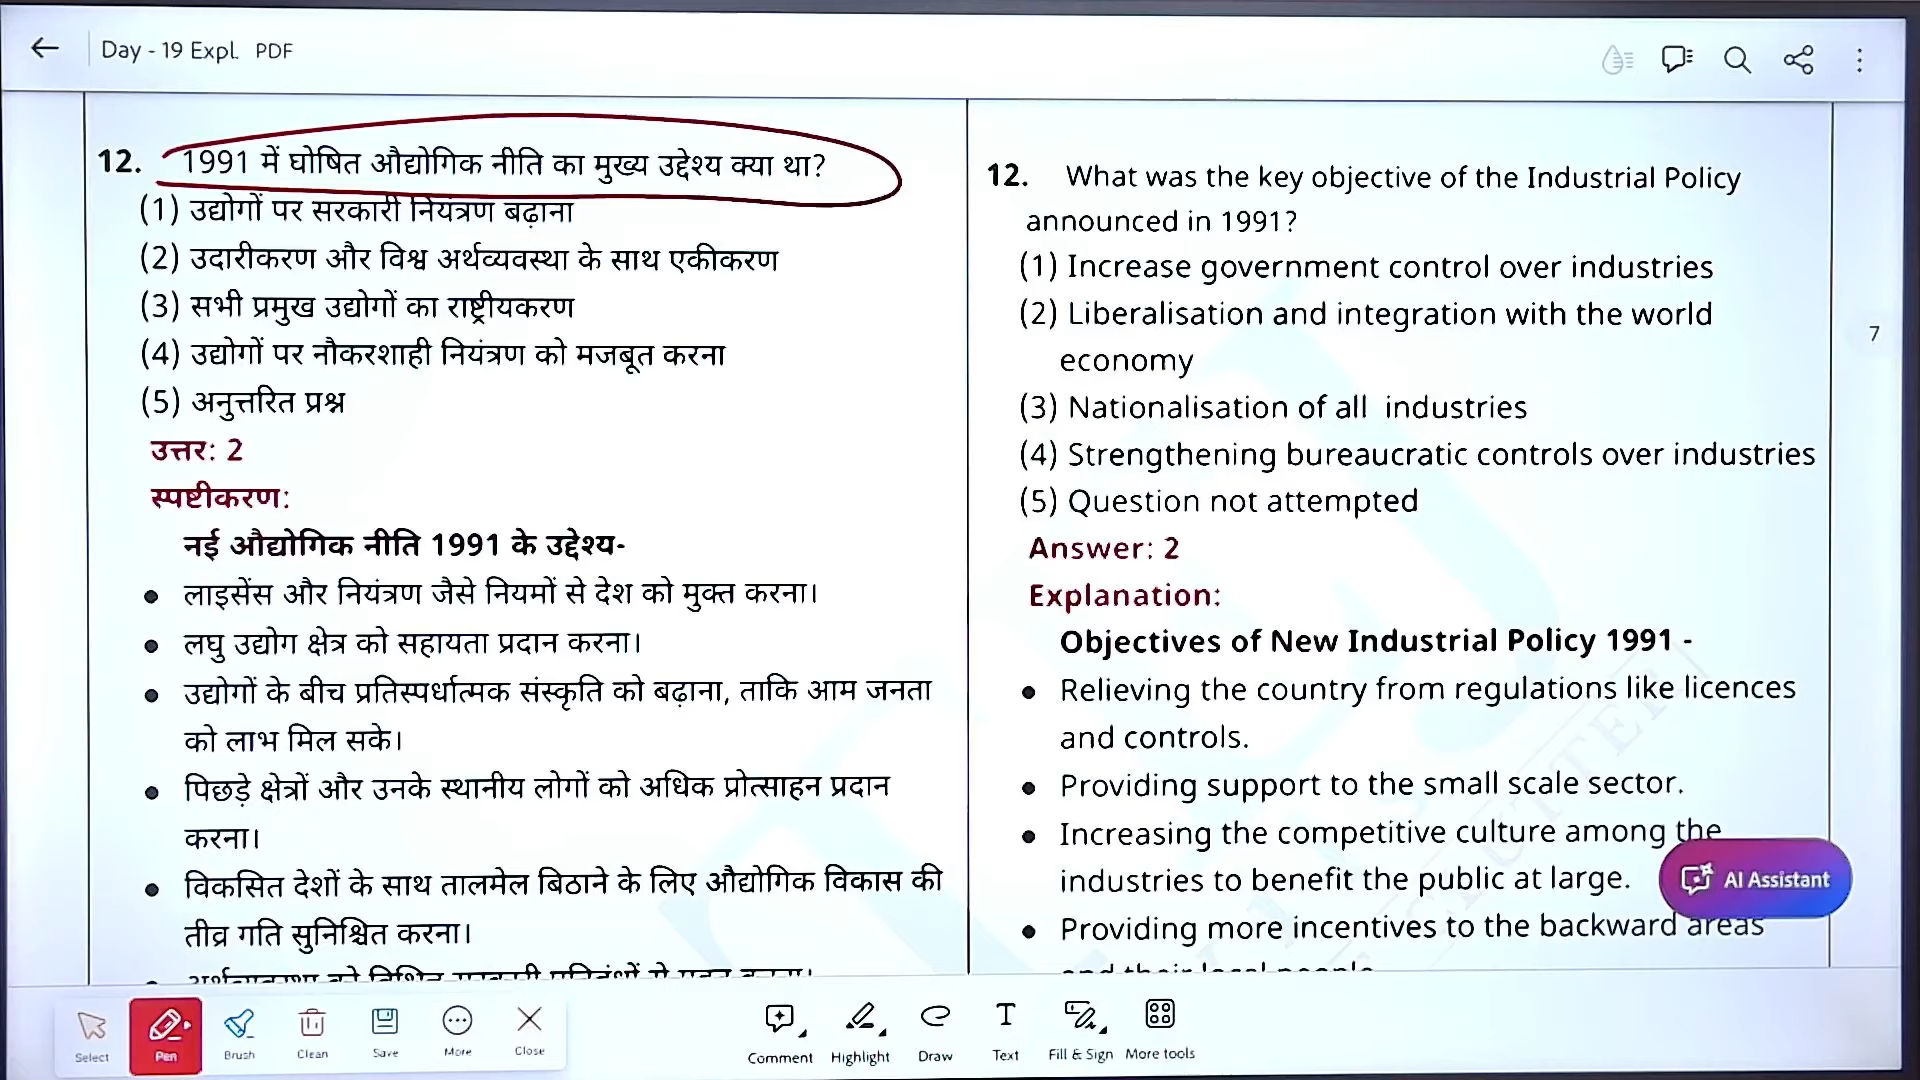 Day - 19 Expl. PDF
12. 1991 में घोषित औद्योगिक नीति का मुख्य उद्देश्य क्या था?
(1) उद्योगों पर सरकारी नियंत्रण बढ़ाना
(2) उदारीकरण और विश्व अर्थव्यवस्था के साथ एकीकरण
(3) सभी प्रमुख उद्योगों का राष्ट्रीयकरण
(4) उद्योगों पर नौकरशाही नियंत्रण को मजबूत करना
(5) अनुत्तरित प्रश्न
उत्तर: 2
स्पष्टीकरण:
नई औद्योगिक नीति 1991 के उद्देश्य-
• लाइसेंस और नियंत्रण जैसे नियमों से देश को मुक्त करना।
• लघु उद्योग क्षेत्र को सहायता प्रदान करना।
• उद्योगों के बीच प्रतिस्पर्धात्मक संस्कृति को बढ़ाना, ताकि आम जनता
को लाभ मिल सके।
• पिछड़े क्षेत्रों और उनके स्थानीय लोगों को अधिक प्रोत्साहन प्रदान
करना।
• विकसित देशों के साथ तालमेल बिठाने के लिए औद्योगिक विकास की
तीव्र गति सुनिश्चित करना।
12. What was the key objective of the Industrial Policy
announced in 1991?
(1) Increase government control over industries
(2) Liberalisation and integration with the world
economy
(3) Nationalisation of all industries
(4) Strengthening bureaucratic controls over industries
(5) Question not attempted
Answer: 2
Explanation:
Objectives of New Industrial Policy 1991 -
• Relieving the country from regulations like licences
and controls.
• Providing support to the small scale sector.
• Increasing the competitive culture among the
industries to benefit the public at large.
• Providing more incentives to the backward areas
and their local people
7
AI Assistant
Select Pen Brush Clean Save More Close
Comment Highlight Draw Text Fill & Sign More tools